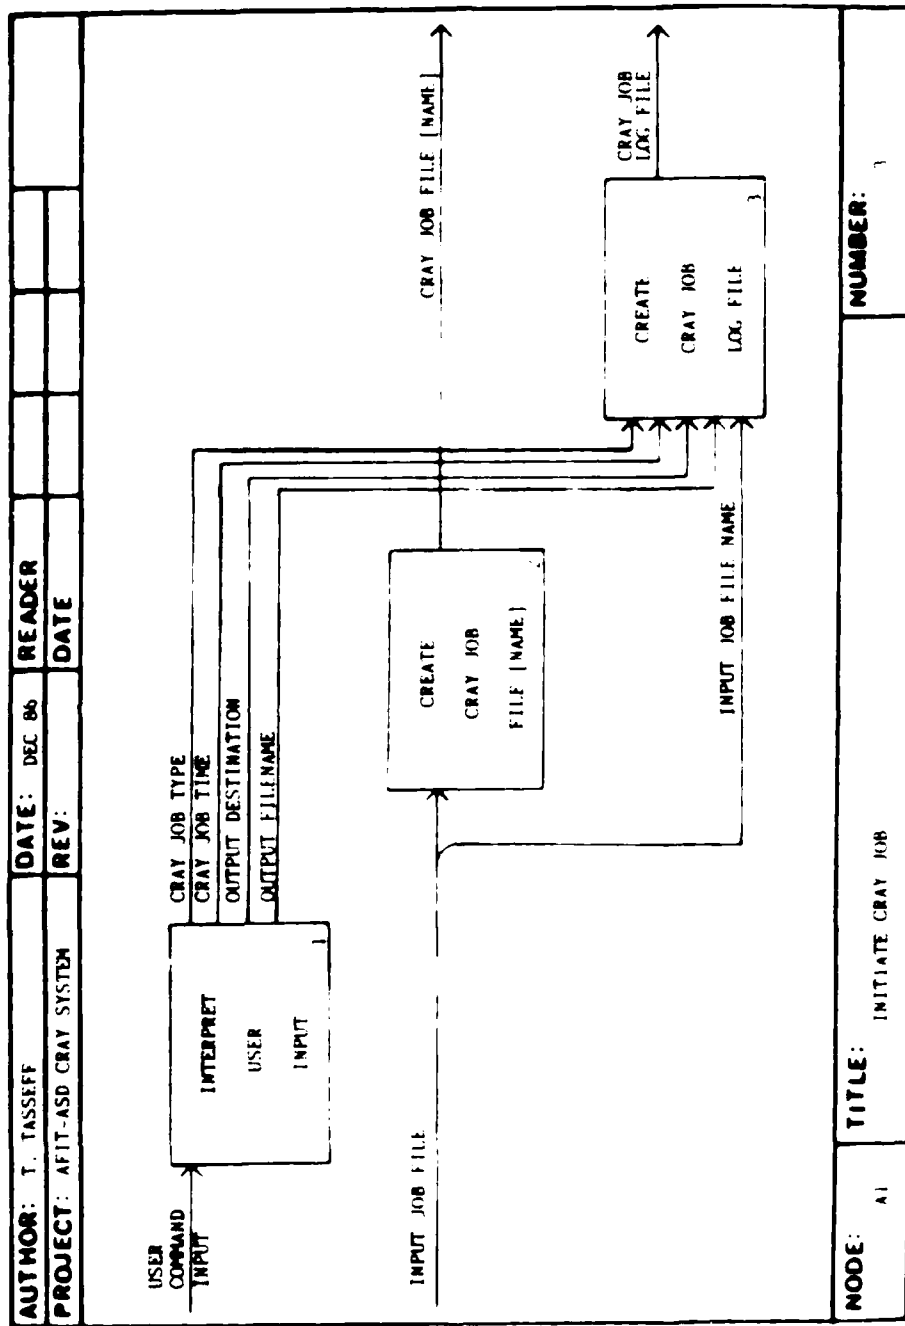 AUTHOR: T. TASSEFF
DATE: DEC 86
READER
PROJECT: AFIT-ASD CRAY SYSTEM
REV:
DATE
USER
COMMAND
INPUT
INTERPRET
USER
INPUT
1
CRAY JOB TYPE
CRAY JOB TIME
OUTPUT DESTINATION
OUTPUT FILENAME
INPUT JOB FILE
CREATE
CRAY JOB
FILE [NAME]
2
CRAY JOB FILE [NAME]
INPUT JOB FILE NAME
CREATE
CRAY JOB
LOG FILE
3
CRAY JOB
LOG FILE
NODE: A1
TITLE: INITIATE CRAY JOB
NUMBER: 3